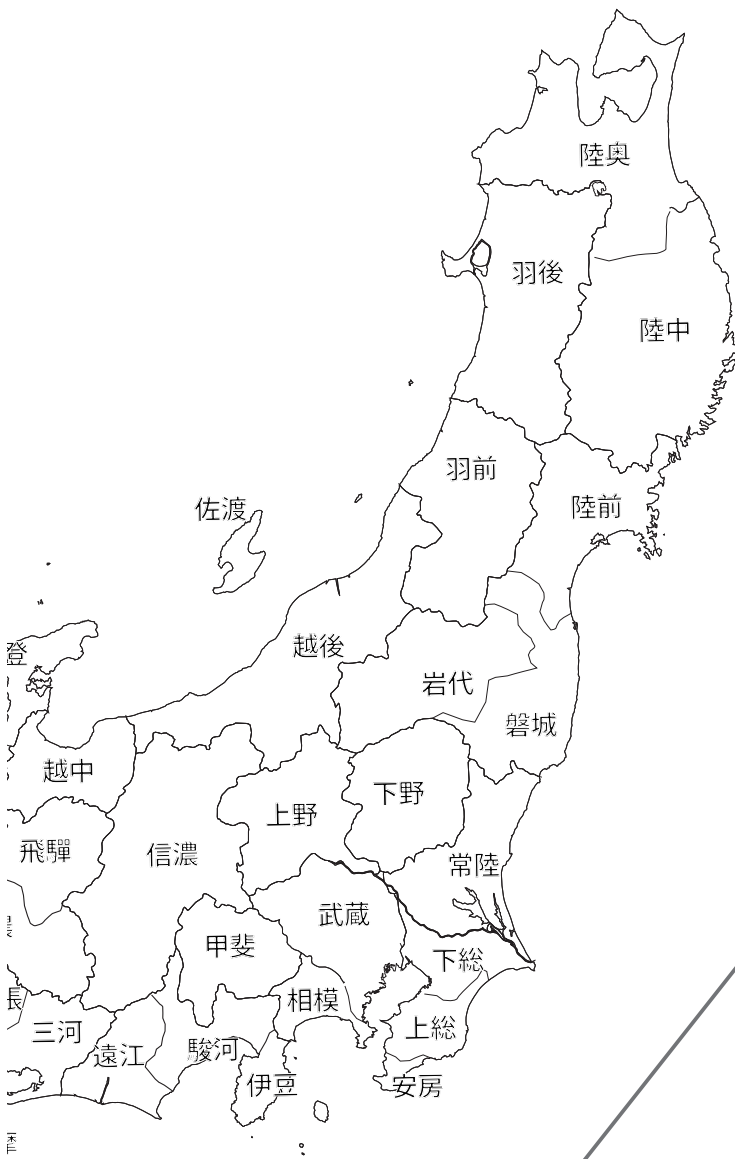 陸奥
羽後
陸中
羽前
佐渡
陸前
越後
岩代
磐城
越中
下野
上野
飛驒
信濃
常陸
武蔵
甲斐
下総
相模
上総
三河
遠江
駿河
伊豆
安房